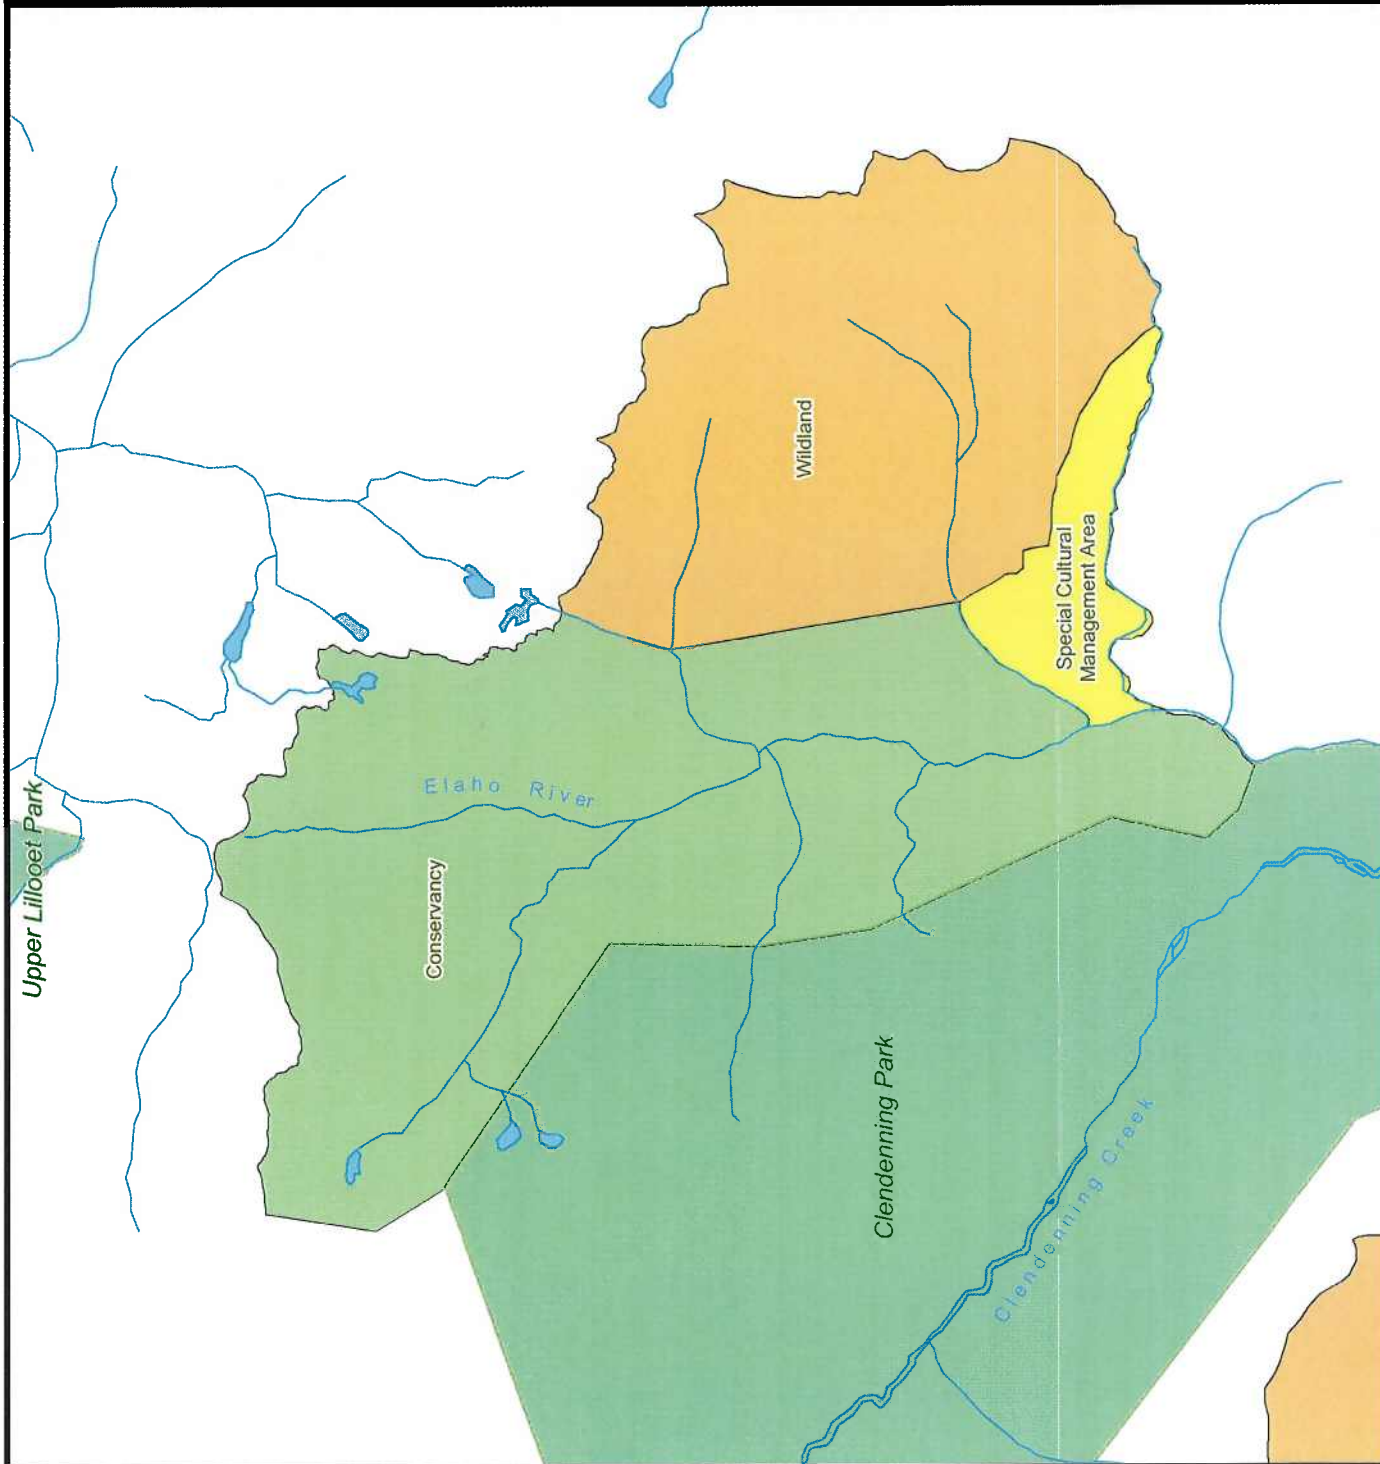 Upper Lillooet Park
Elaho River
Conservancy
Wildland
Special Cultural
Management Area
Clendenning Park
Clendenning Creek